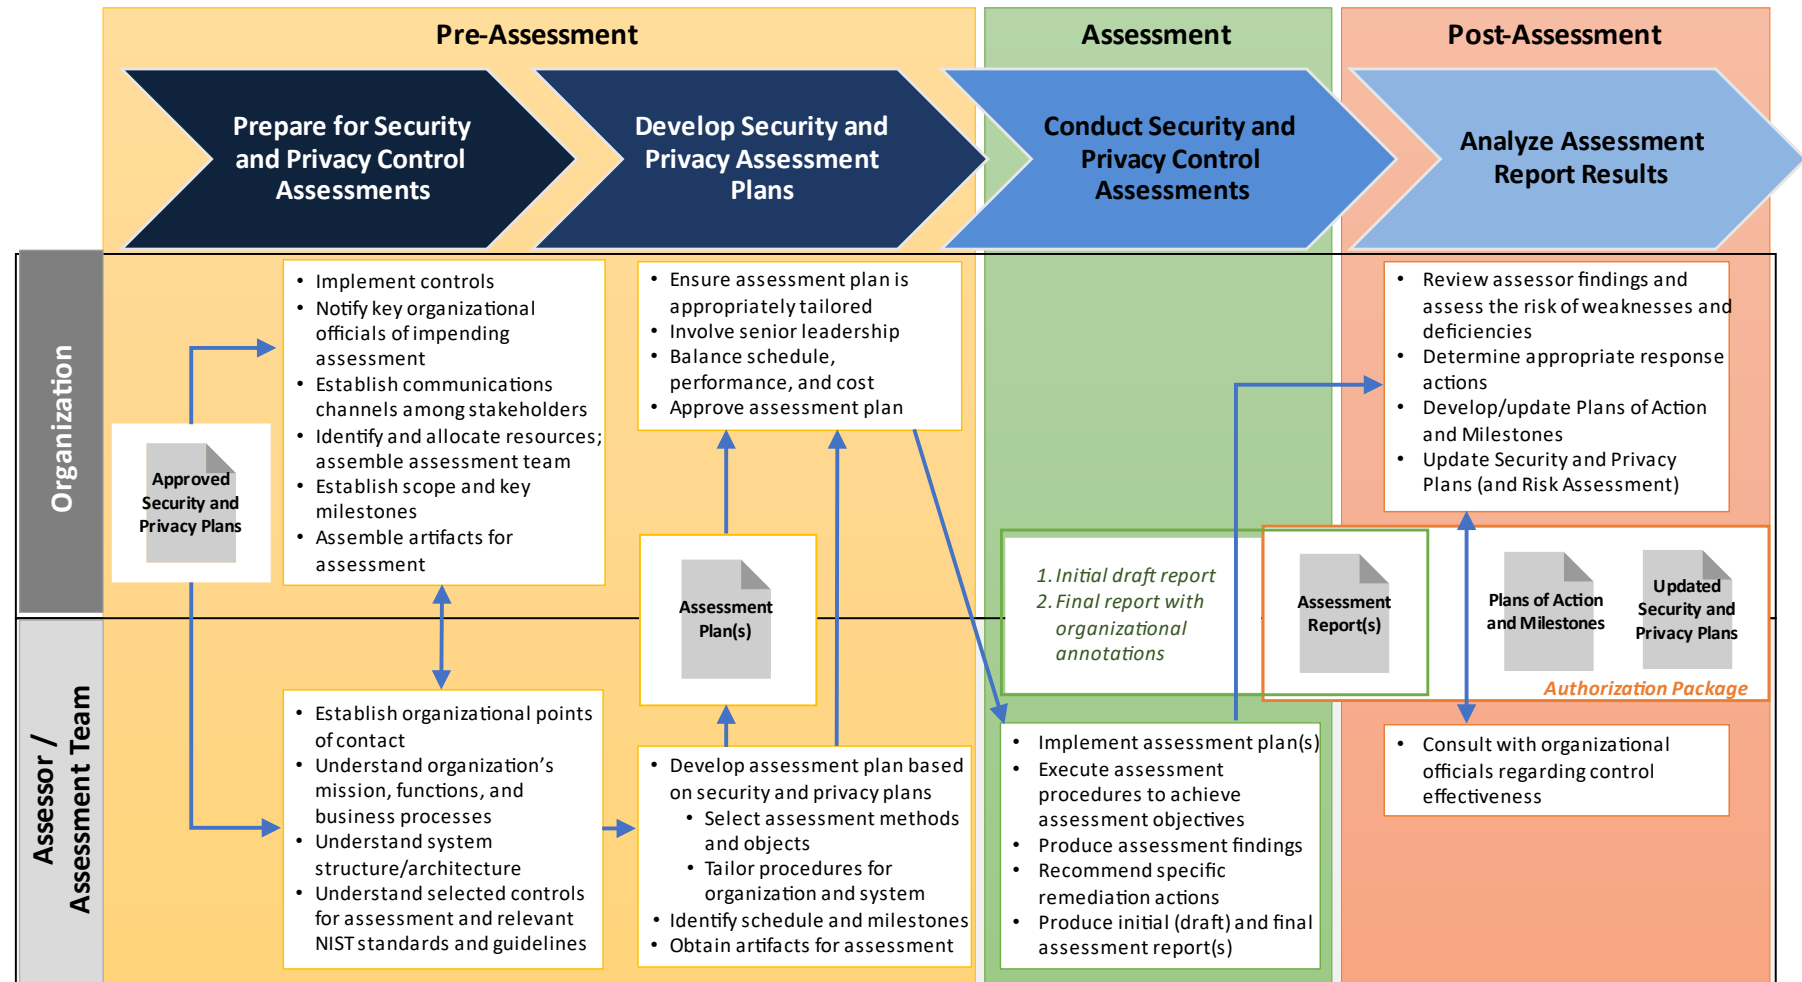 Pre-Assessment
Assessment
Post-Assessment
Prepare for Security
and Privacy Control
Assessments
Develop Security and
Privacy Assessment
Plans
Conduct Security and
Privacy Control
Assessments
Analyze Assessment
Report Results
Organization
Approved
Security and
Privacy Plans
• Implement controls
• Notify key organizational
officials of impending
assessment
• Establish communications
channels among stakeholders
• Identify and allocate resources;
assemble assessment team
• Establish scope and key
milestones
• Assemble artifacts for
assessment
• Ensure assessment plan is
appropriately tailored
• Involve senior leadership
• Balance schedule,
performance, and cost
• Approve assessment plan
Assessment
Plan(s)
1. Initial draft report
2. Final report with
organizational
annotations
Assessment
Report(s)
• Review assessor findings and
assess the risk of weaknesses and
deficiencies
• Determine appropriate response
actions
• Develop/update Plans of Action
and Milestones
• Update Security and Privacy
Plans (and Risk Assessment)
Plans of Action
and Milestones
Updated
Security and
Privacy Plans
Authorization Package
Assessor /
Assessment Team
• Establish organizational points
of contact
• Understand organization’s
mission, functions, and
business processes
• Understand system
structure/architecture
• Understand selected controls
for assessment and relevant
NIST standards and guidelines
• Develop assessment plan based
on security and privacy plans
• Select assessment methods
and objects
• Tailor procedures for
organization and system
• Identify schedule and milestones
• Obtain artifacts for assessment
• Implement assessment plan(s)
• Execute assessment
procedures to achieve
assessment objectives
• Produce assessment findings
• Recommend specific
remediation actions
• Produce initial (draft) and final
assessment report(s)
• Consult with organizational
officials regarding control
effectiveness